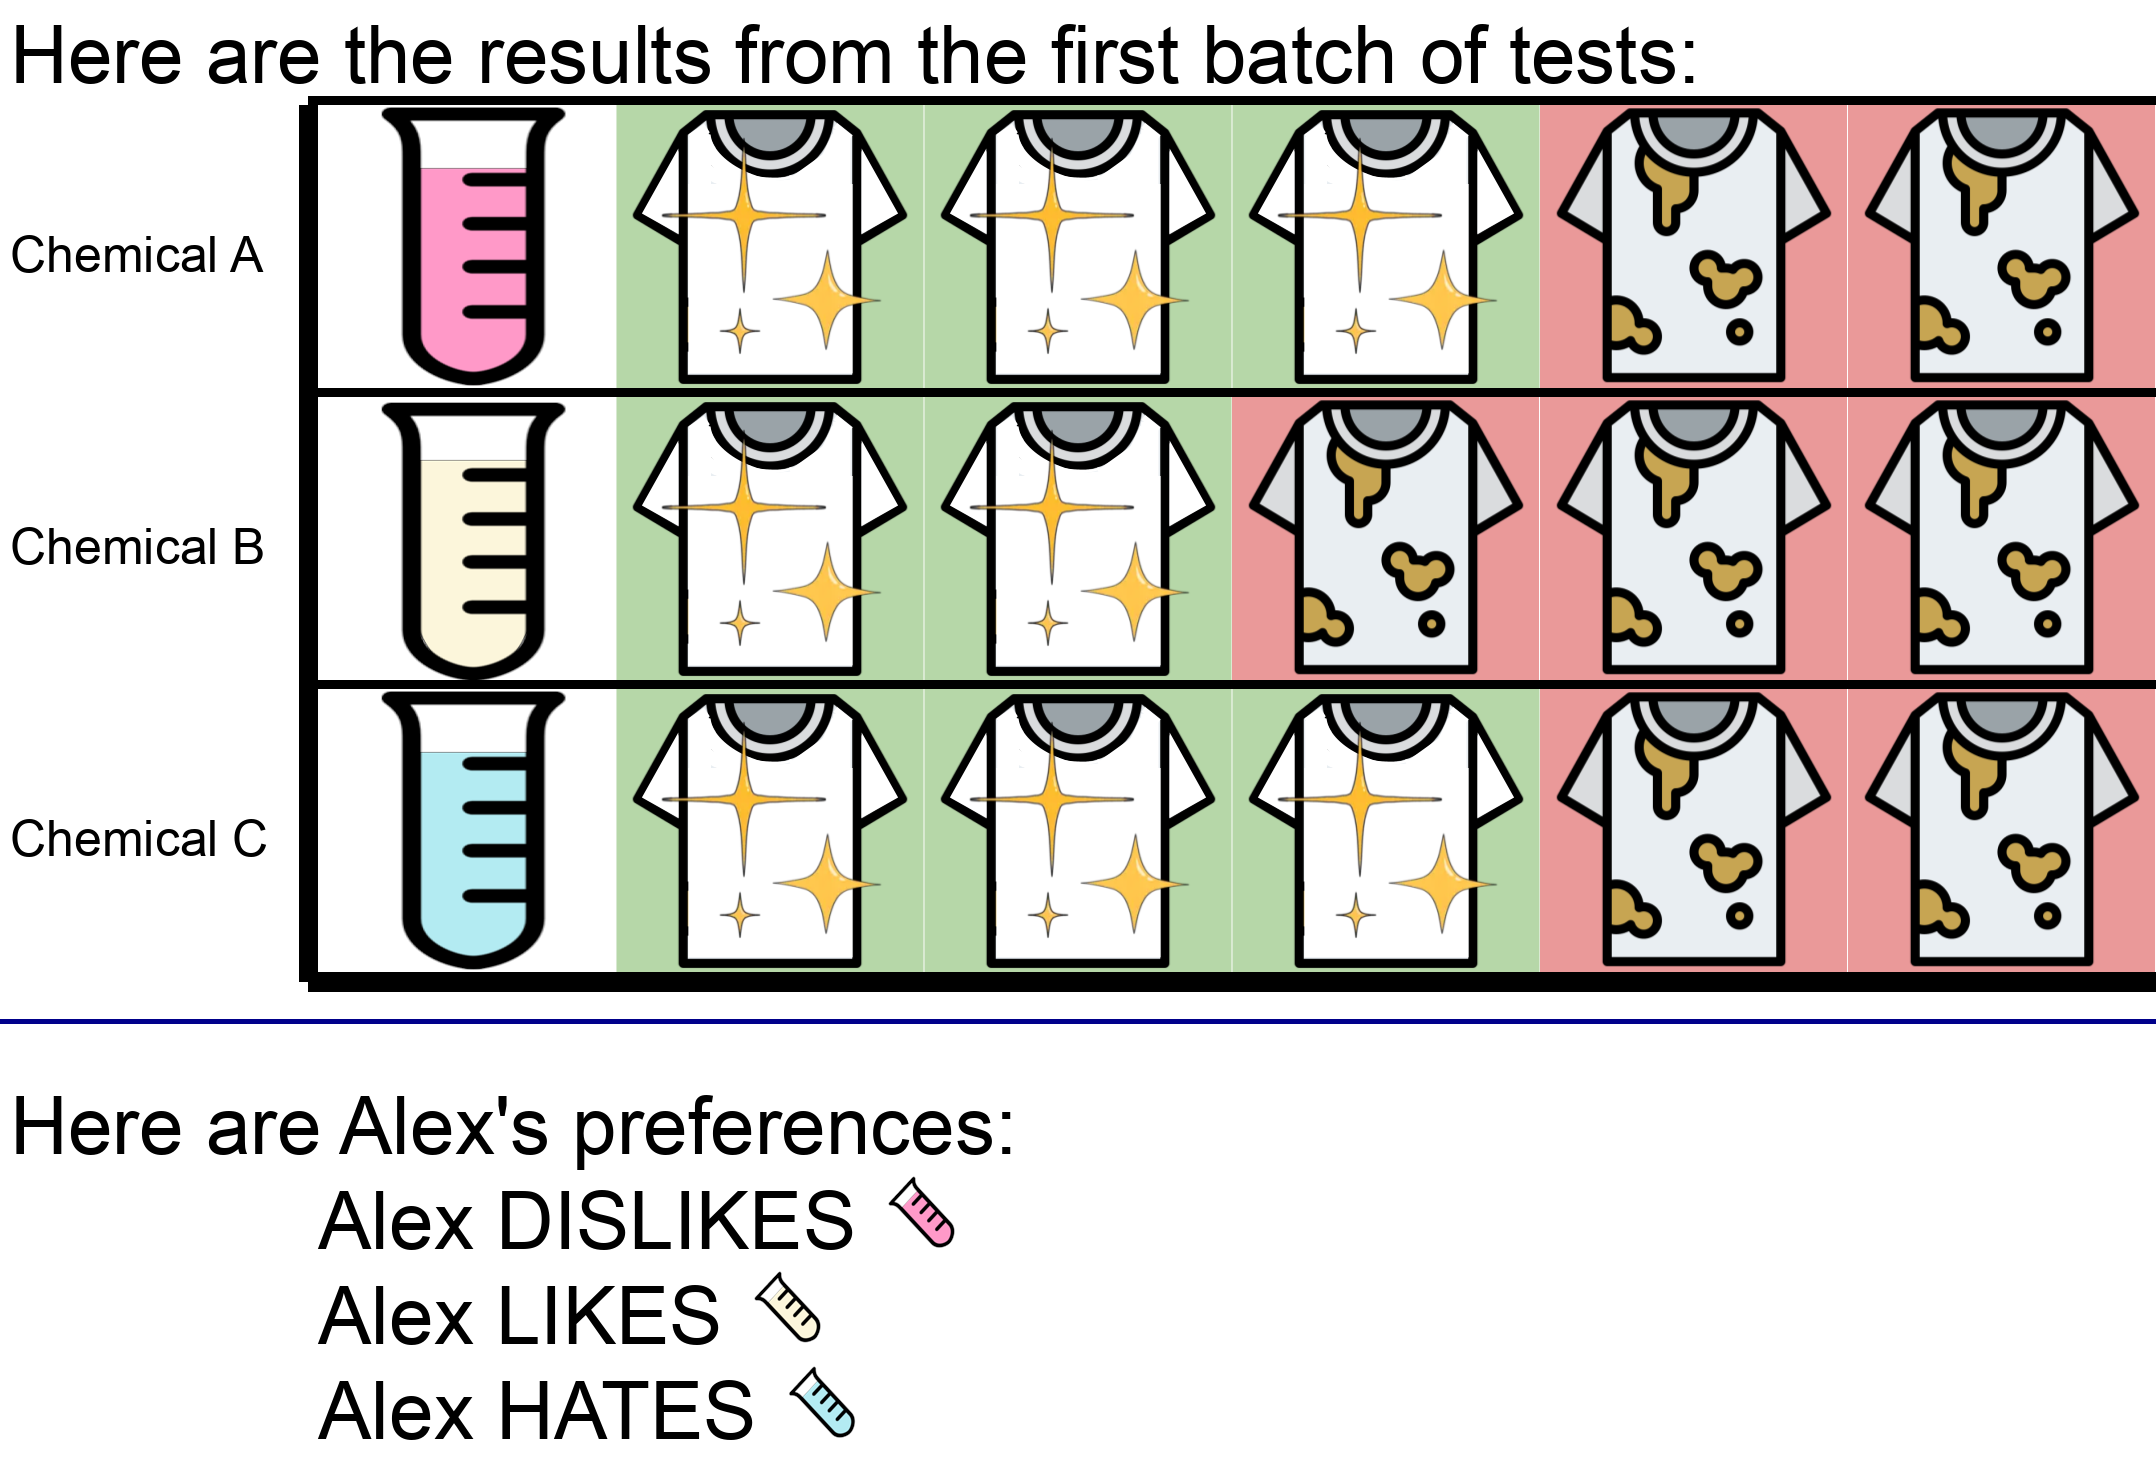 Here are the results from the first batch of tests:
Chemical A
Chemical B
Chemical C
Here are Alex's preferences:
Alex DISLIKES
Alex LIKES
Alex HATES